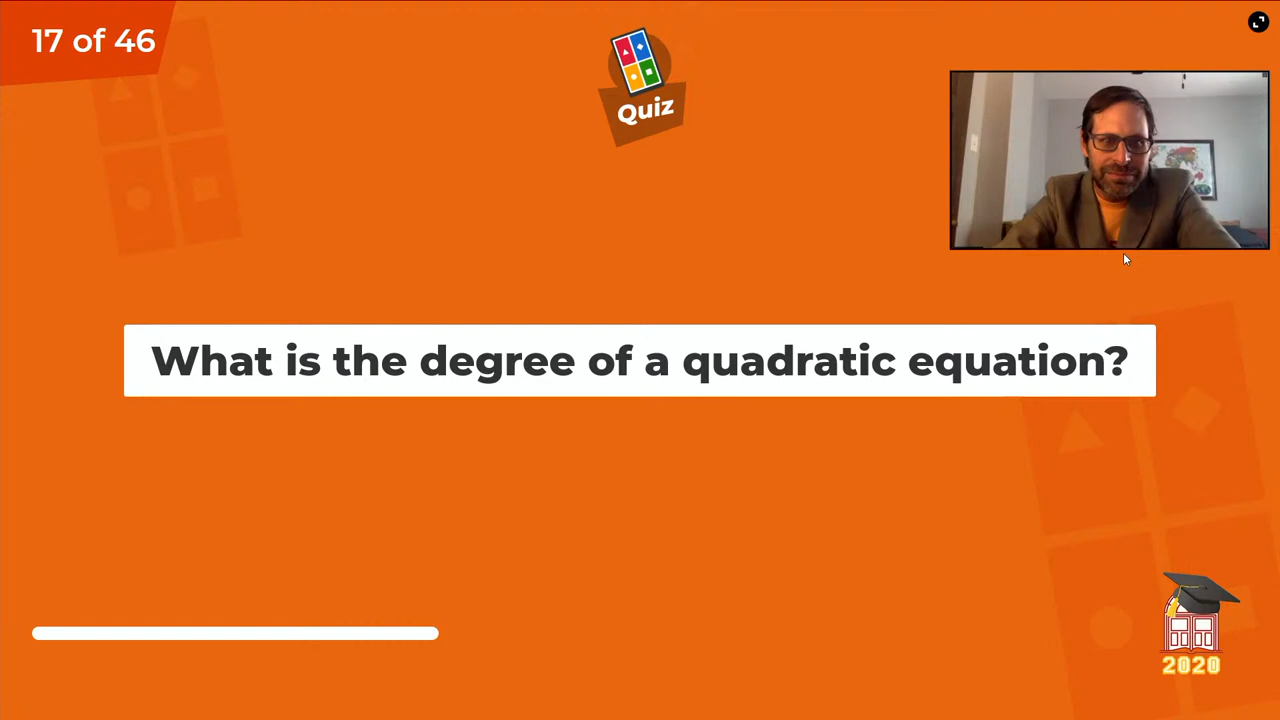 17 of 46
Quiz
What is the degree of a quadratic equation?
2020